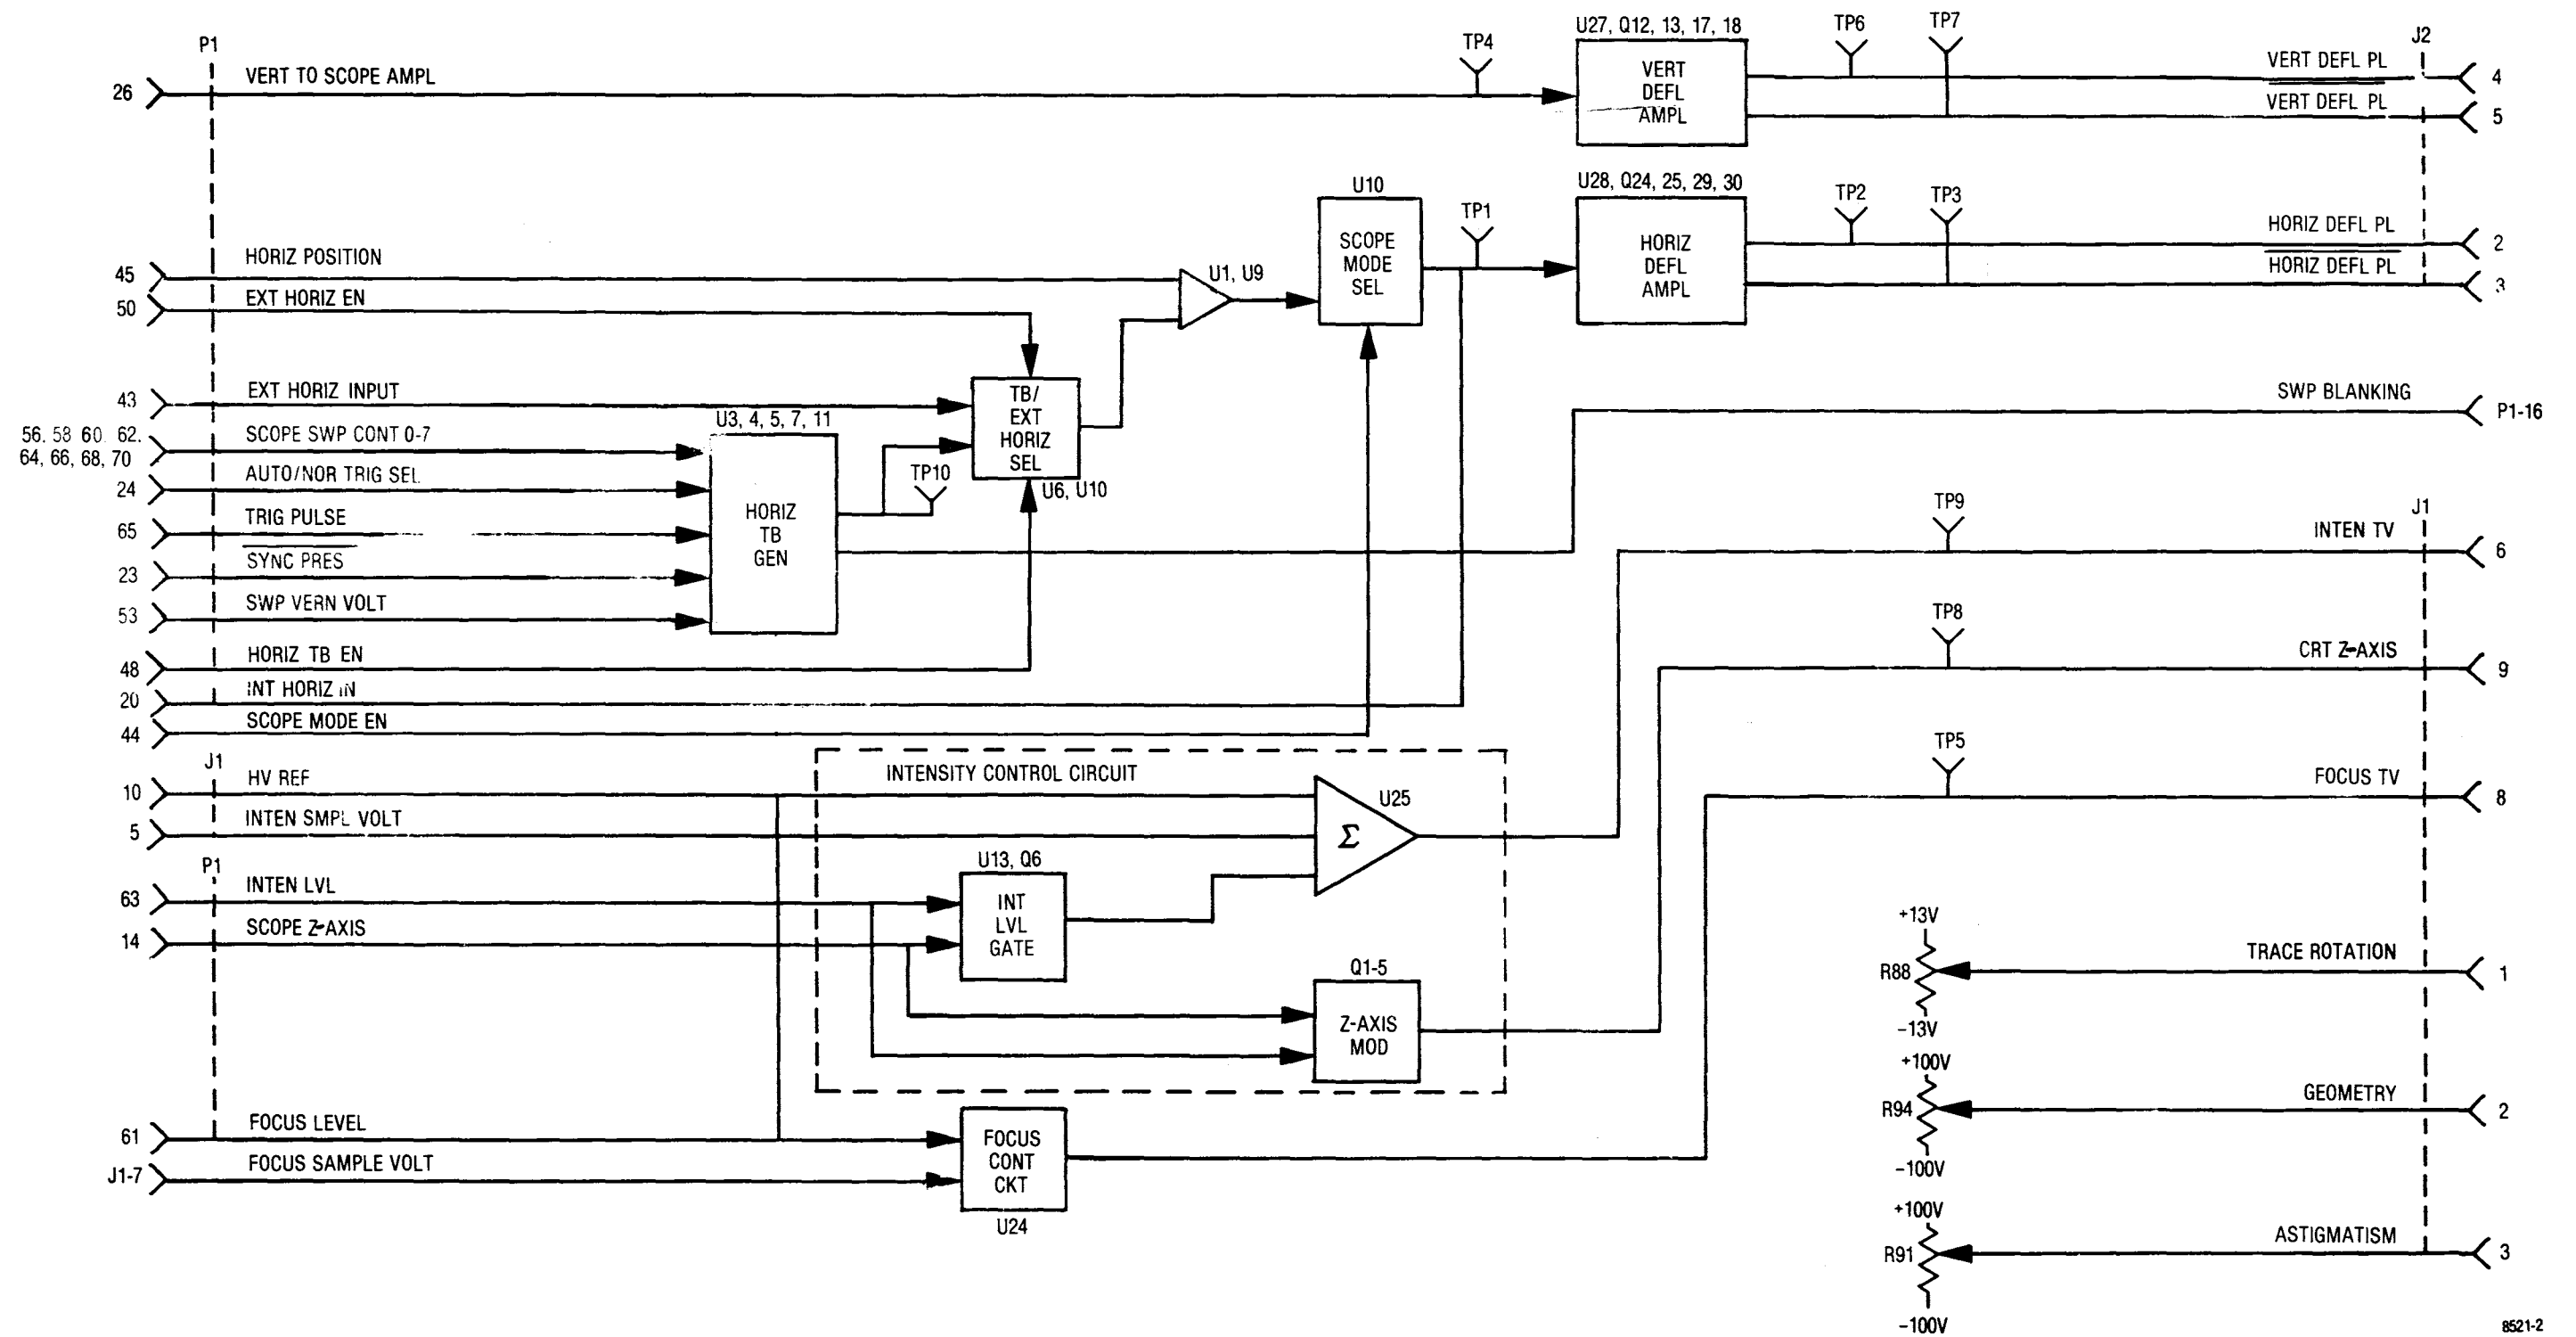 P1
26
VERT TO SCOPE AMPL
TP4
U27, Q12, 13, 17, 18
VERT
DEFL
AMPL
TP6
TP7
J2
VERT DEFL PL
4
VERT DEFL PL
5
45
HORIZ POSITION
50
EXT HORIZ EN
U1, U9
U10
SCOPE
MODE
SEL
TP1
U28, Q24, 25, 29, 30
HORIZ
DEFL
AMPL
TP2
TP3
HORIZ DEFL PL
2
HORIZ DEFL PL
3
43
EXT HORIZ INPUT
56, 58 60, 62,
64, 66, 68, 70
SCOPE SWP CONT 0-7
24
AUTO/NOR TRIG SEL
65
TRIG PULSE
23
SYNC PRES
53
SWP VERN VOLT
U3, 4, 5, 7, 11
HORIZ
TB
GEN
TP10
TB/
EXT
HORIZ
SEL
U6, U10
SWP BLANKING
P1-16
48
HORIZ TB EN
20
INT HORIZ IN
44
SCOPE MODE EN
TP9
J1
INTEN TV
6
TP8
CRT Z-AXIS
9
TP5
FOCUS TV
8
J1
10
HV REF
5
INTEN SMPL VOLT
INTENSITY CONTROL CIRCUIT
U25
Σ
P1
63
INTEN LVL
14
SCOPE Z-AXIS
U13, Q6
INT
LVL
GATE
Q1-5
Z-AXIS
MOD
61
FOCUS LEVEL
J1-7
FOCUS SAMPLE VOLT
FOCUS
CONT
CKT
U24
+13V
R88
-13V
TRACE ROTATION
1
+100V
R94
-100V
GEOMETRY
2
+100V
R91
-100V
ASTIGMATISM
3
8521-2